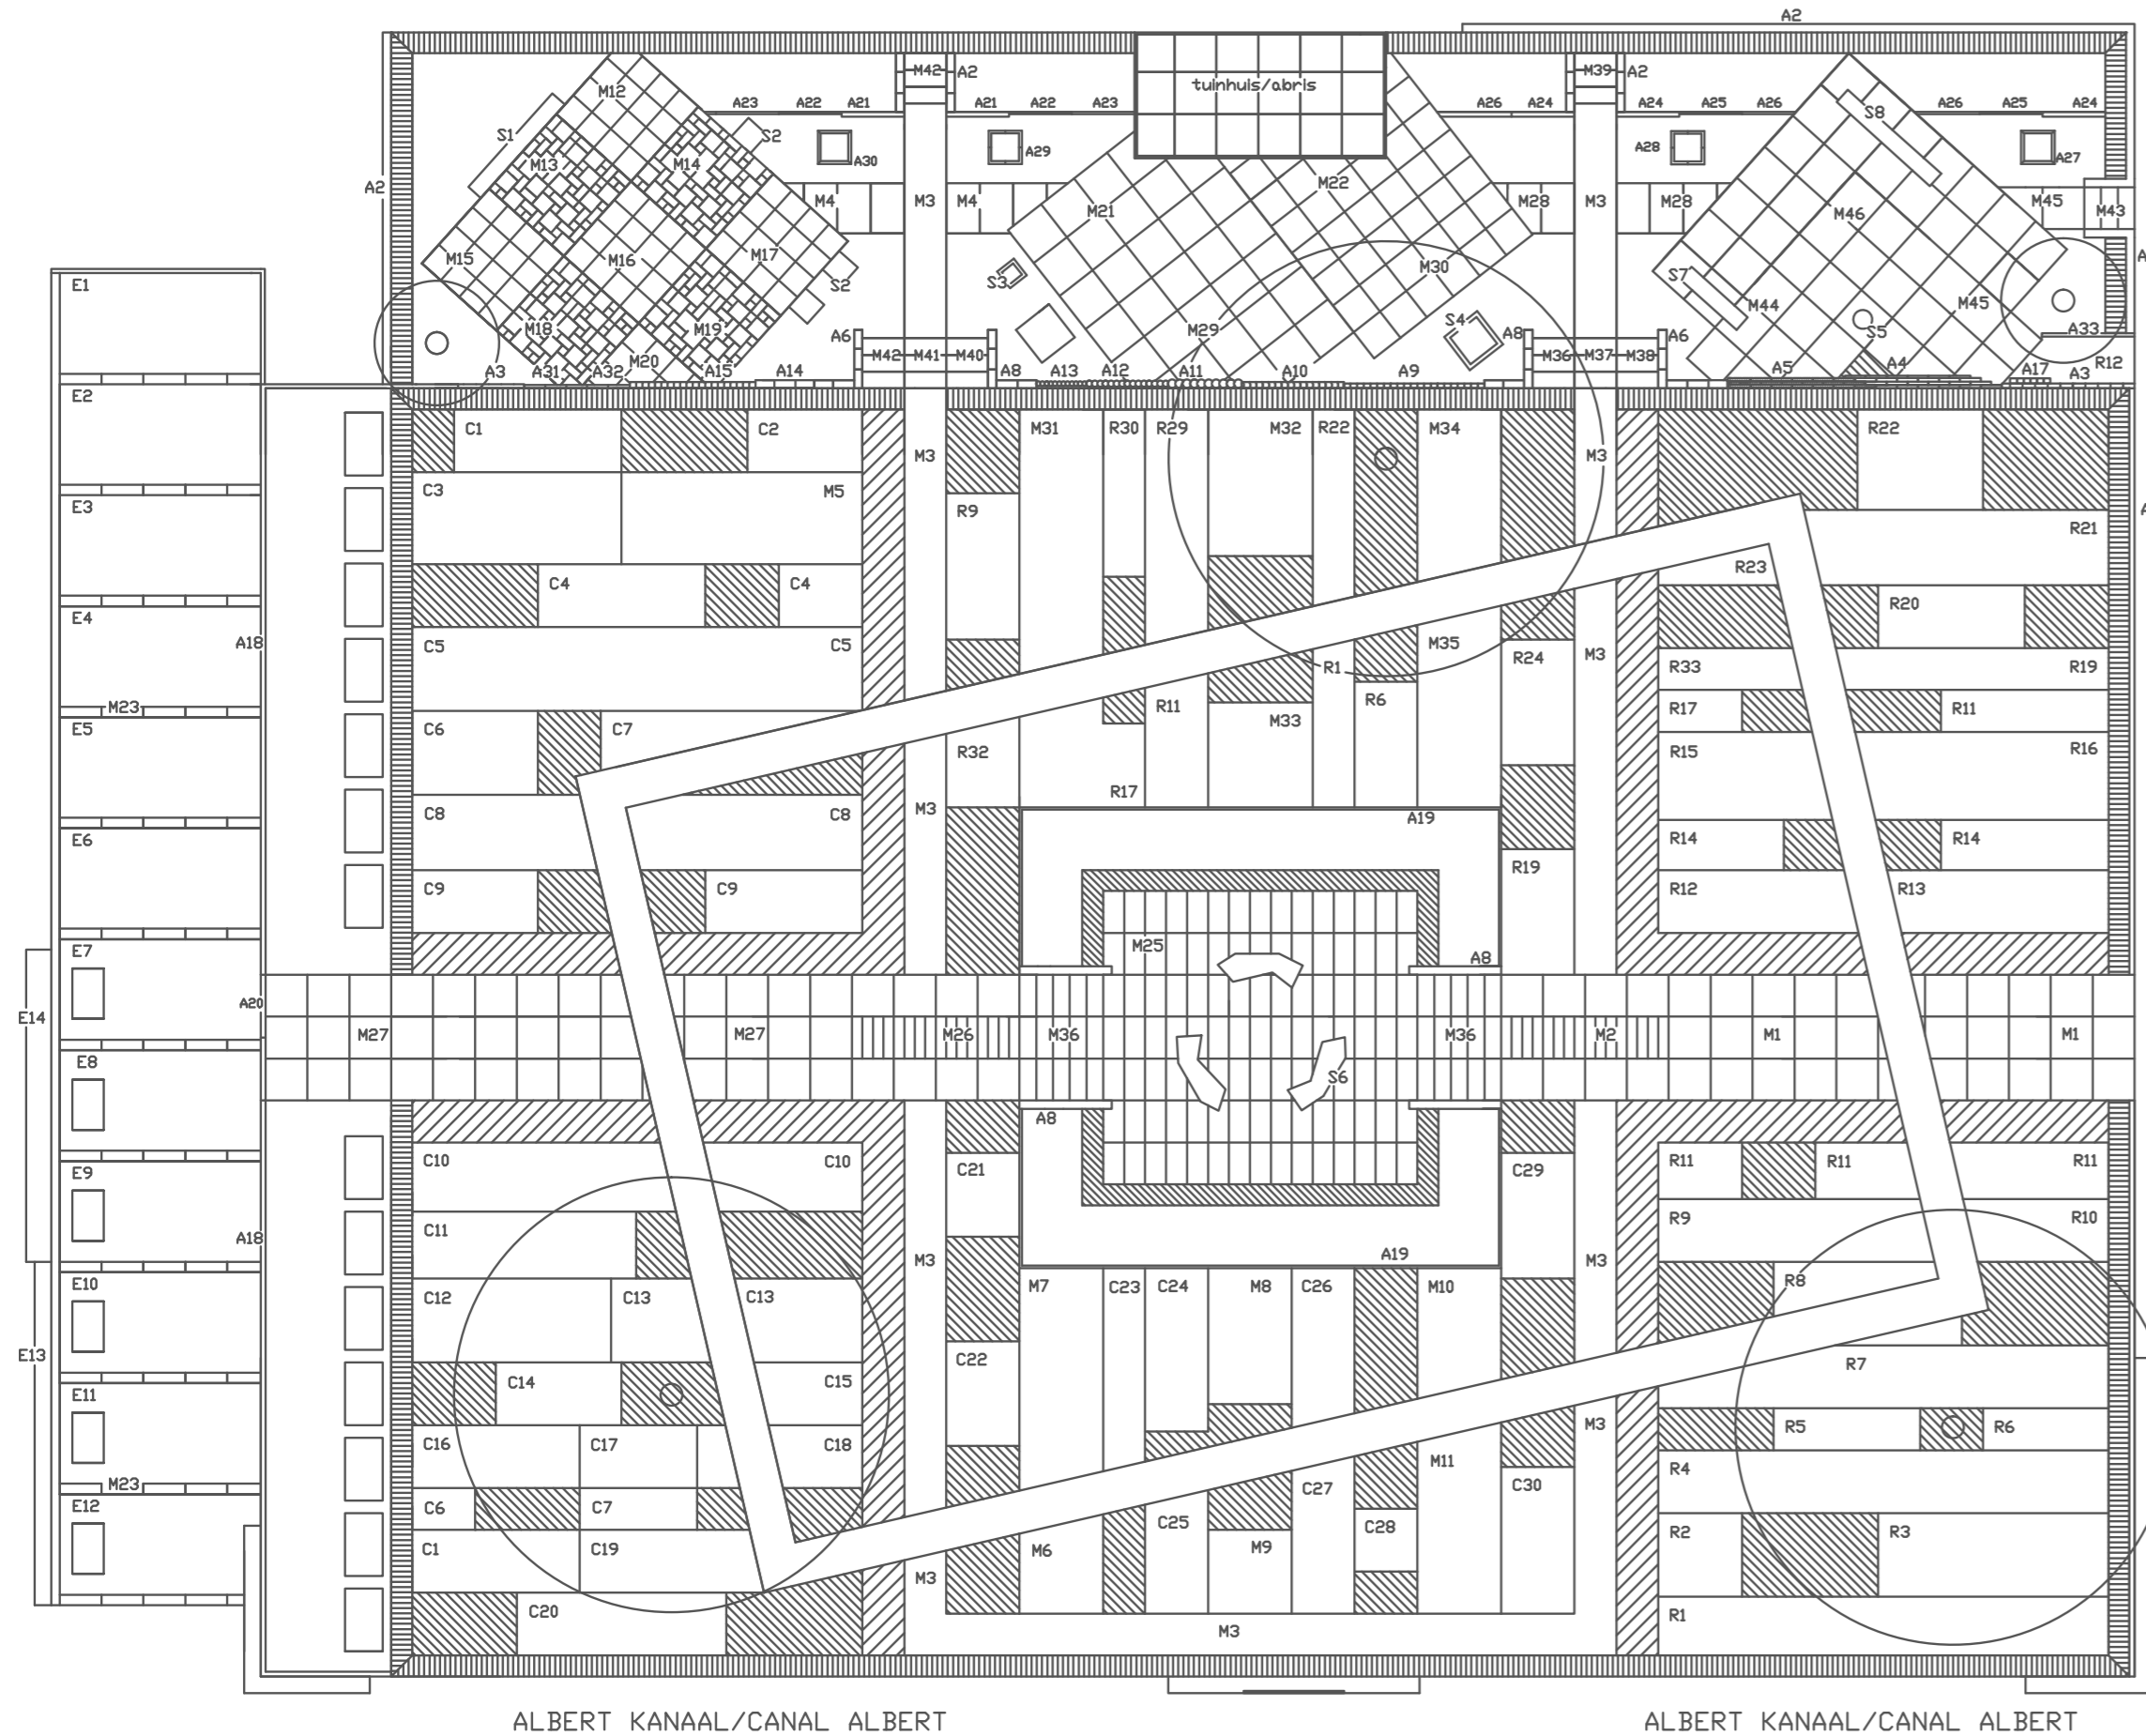 A2
M12 M42 A2 tuinhuis/abris M39 A2
A23 A22 A21 A21 A22 A23 A26 A24 A24 A25 A26 A26 A25 A24
S1 S2 S8
M13 M14 A30 A29 A28 A27
A2 M4 M3 M4 M21 M22 M28 M3 M28 M46 M45 M43
M15 M16 M17 M30
S2 S3 S7
M18 M19 A6 M29 S4 A8 A6 M44 S5 M45 A33
M20 M42 M41 M40 M36 M37 M38 R12
A3 A31 A32 A15 A14 A8 A13 A12 A11 A10 A9 A5 A4 A17 A3
E1
E2
C1 C2 M3 M31 R30 R29 M32 R22 M34 M3 R22
E3 C3 M5 R9 R21
C4 C4 R23 R20
E4
A18 C5 C5 M35 R24 M3 R33 R19
R1
M23 R11 R6 R17 R11
E5 C6 C7 R32 M33 R15 R16
R17
E6 C8 C8 M3 A19 R14 R14
C9 C9 R19 R12 R13
E7 M25 A8
E14 A20
M27 M27 M26 M36 M36 M2 M1 M1
E8 S6
A8
E9 C10 C10 C21 C29 R11 R11 R11
A18 C11 M3 A19 M3 R9 R10
E10 C12 C13 C13 M7 C23 C24 M8 C26 M10 R8
E13 C22 R7
E11 C14 C15
C16 C17 C18 M3 R5 R6
M11 R4
M23 C27 C30
E12 C6 C7 C25 C28 R2 R3
C1 C19 M6 M9
M3
C20 R1
M3
ALBERT KANAAL/CANAL ALBERT ALBERT KANAAL/CANAL ALBERT